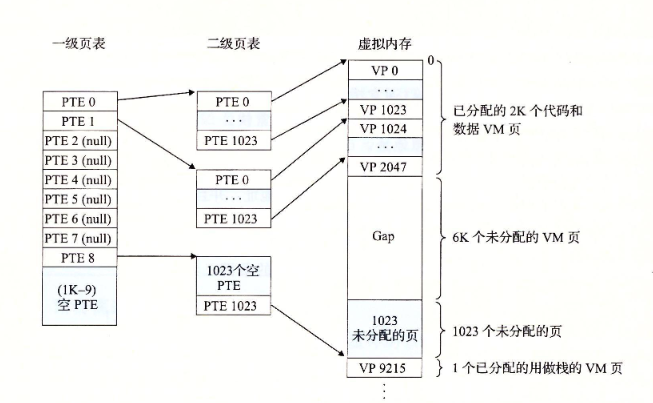 一级页表
PTE 0
PTE 1
PTE 2 (null)
PTE 3 (null)
PTE 4 (null)
PTE 5 (null)
PTE 6 (null)
PTE 7 (null)
PTE 8
(1K–9)
空 PTE
二级页表
PTE 0
···
PTE 1023
PTE 0
···
PTE 1023
1023个空
PTE
PTE 1023
虚拟内存
0
VP 0
···
VP 1023
VP 1024
···
VP 2047
Gap
1023
未分配的页
VP 9215
⋮
已分配的 2K 个代码和
数据 VM 页
6K 个未分配的 VM 页
1023 个未分配的页
1 个已分配的用做栈的 VM 页